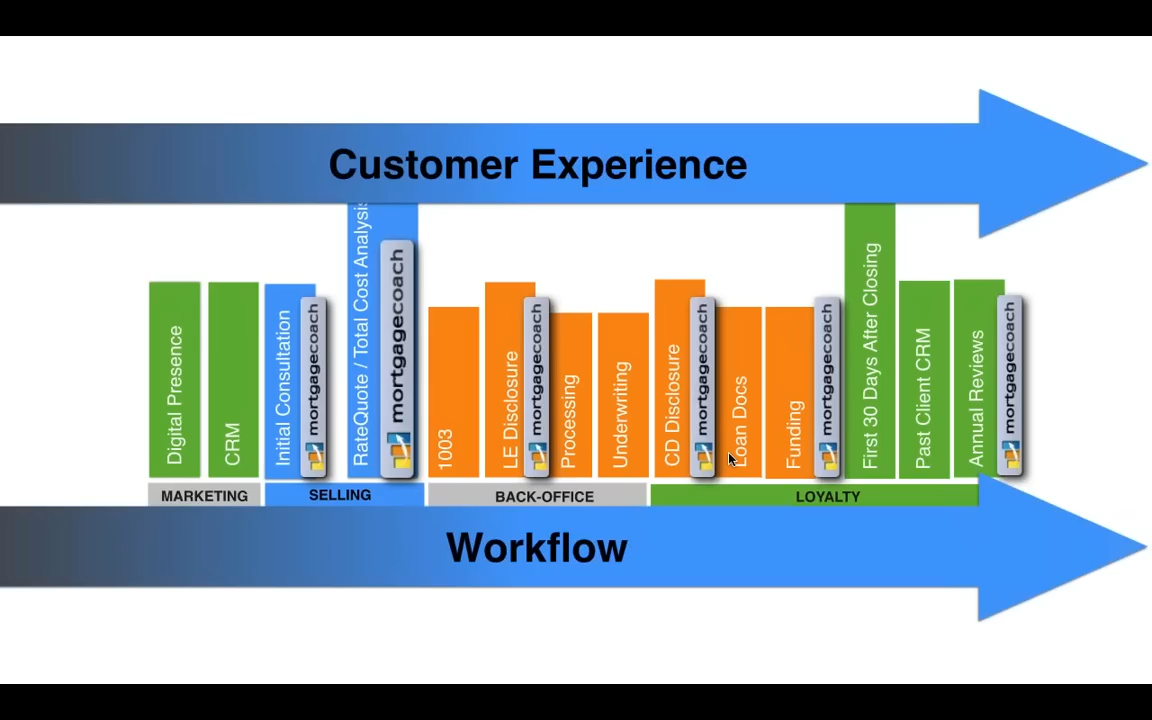 Customer Experience
Digital Presence
CRM
Initial Consultation
mortgagecoach
RateQuote / Total Cost Analysis
mortgagecoach
1003
LE Disclosure
mortgagecoach
Processing
Underwriting
CD Disclosure
mortgagecoach
Loan Docs
Funding
mortgagecoach
First 30 Days After Closing
Past Client CRM
Annual Reviews
mortgagecoach
MARKETING
SELLING
BACK-OFFICE
LOYALTY
Workflow